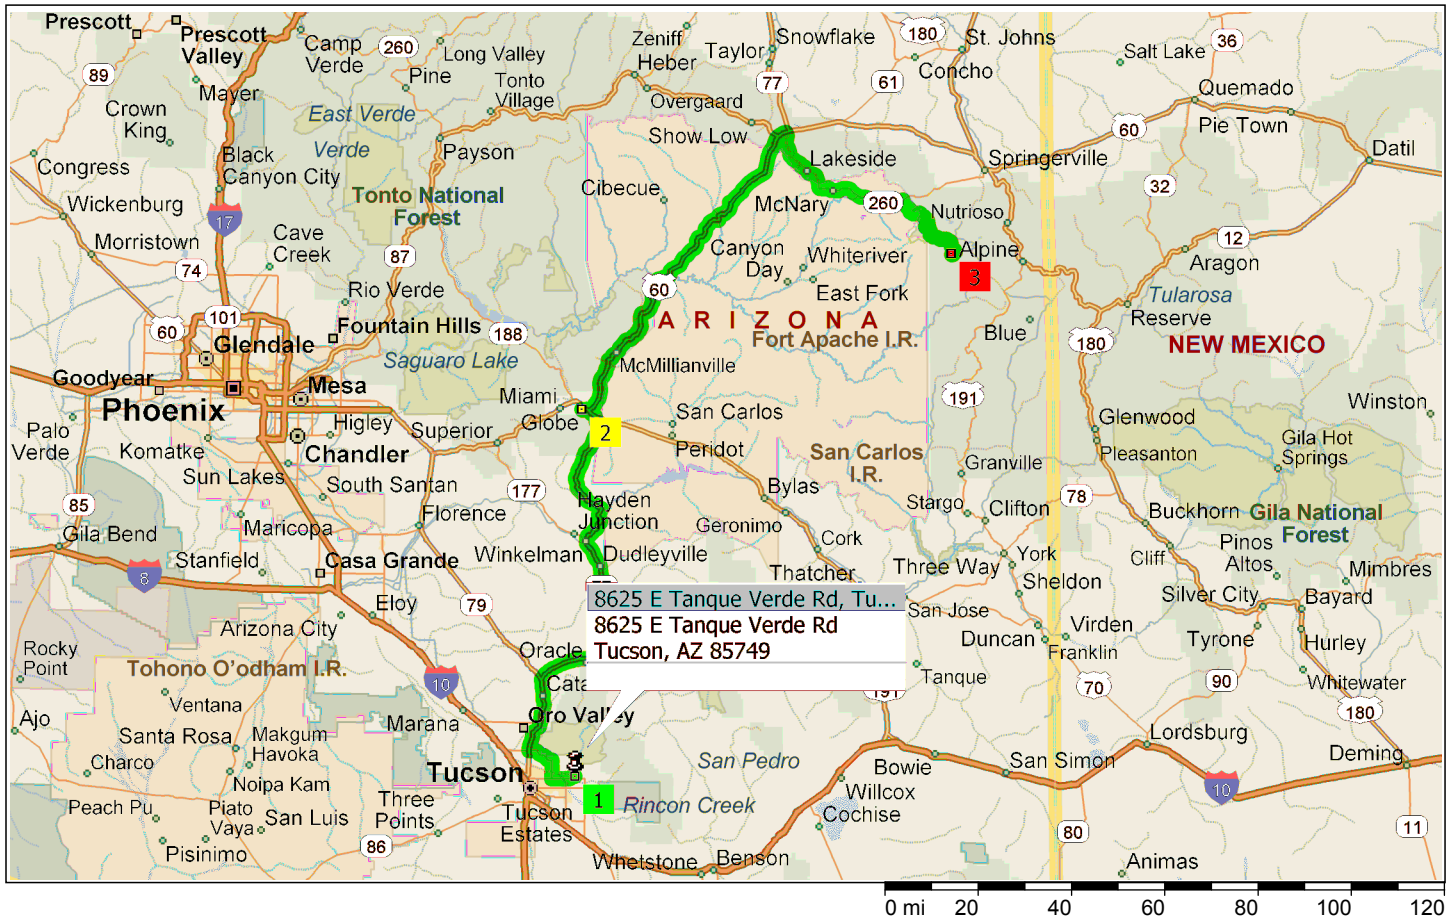 Prescott
Prescott
Valley
Camp
Verde
260
Long Valley
Pine
Tonto
Village
Zeniff
Heber
Taylor
Snowflake
180
St. Johns
Concho
Salt Lake
36
89
Mayer
Crown
King
East Verde
Verde
Overgaard
77
61
Show Low
Quemado
Pie Town
60
Datil
Congress
Black
Canyon City
Payson
Lakeside
Springerville
Cibecue
32
Wickenburg
17
Tonto National
Forest
McNary
260
Nutrioso
Morristown
Cave
Creek
87
Canyon
Day
Whiteriver
Alpine
12
Aragon
74
Rio Verde
60
East Fork
3
Tularosa
Reserve
60
101
Fountain Hills
188
A R I Z O N A
Fort Apache I.R.
Blue
180
NEW MEXICO
Glendale
Saguaro Lake
McMillianville
Goodyear
Mesa
Miami
191
Phoenix
Globe
2
San Carlos
Glenwood
Winston
Palo
Verde
Higley
Superior
Peridot
Komatke
Chandler
San Carlos
I.R.
Granville
Pleasanton
Gila Hot
Springs
Sun Lakes
South Santan
177
Hayden
Junction
Bylas
78
85
Florence
Geronimo
Stargo
Clifton
Buckhorn
Gila National
Forest
Gila Bend
Maricopa
Winkelman
Dudleyville
Cork
Pinos
Altos
Stanfield
Casa Grande
Three Way
York
Cliff
8
Thatcher
Sheldon
Mimbres
Silver City
Bayard
79
Eloy
8625 E Tanque Verde Rd, Tu...
8625 E Tanque Verde Rd
Tucson, AZ 85749
San Jose
Arizona City
Duncan
Virden
Franklin
Tyrone
Hurley
Rocky
Point
Tohono O'odham I.R.
Oracle
10
Cata
191
Tanque
70
90
Whitewater
Ventana
180
Ajo
Marana
Oro Valley
Santa Rosa
Makgum
Havoka
Lordsburg
Deming
Charco
Tucson
San Pedro
Bowie
San Simon
Noipa Kam
Willcox
10
Peach Pu
Piato
Vaya
San Luis
Three
Points
1
Rincon Creek
Cochise
Tucson
Estates
86
80
11
Pisinimo
Whetstone
Benson
Animas
0 mi 20 40 60 80 100 120